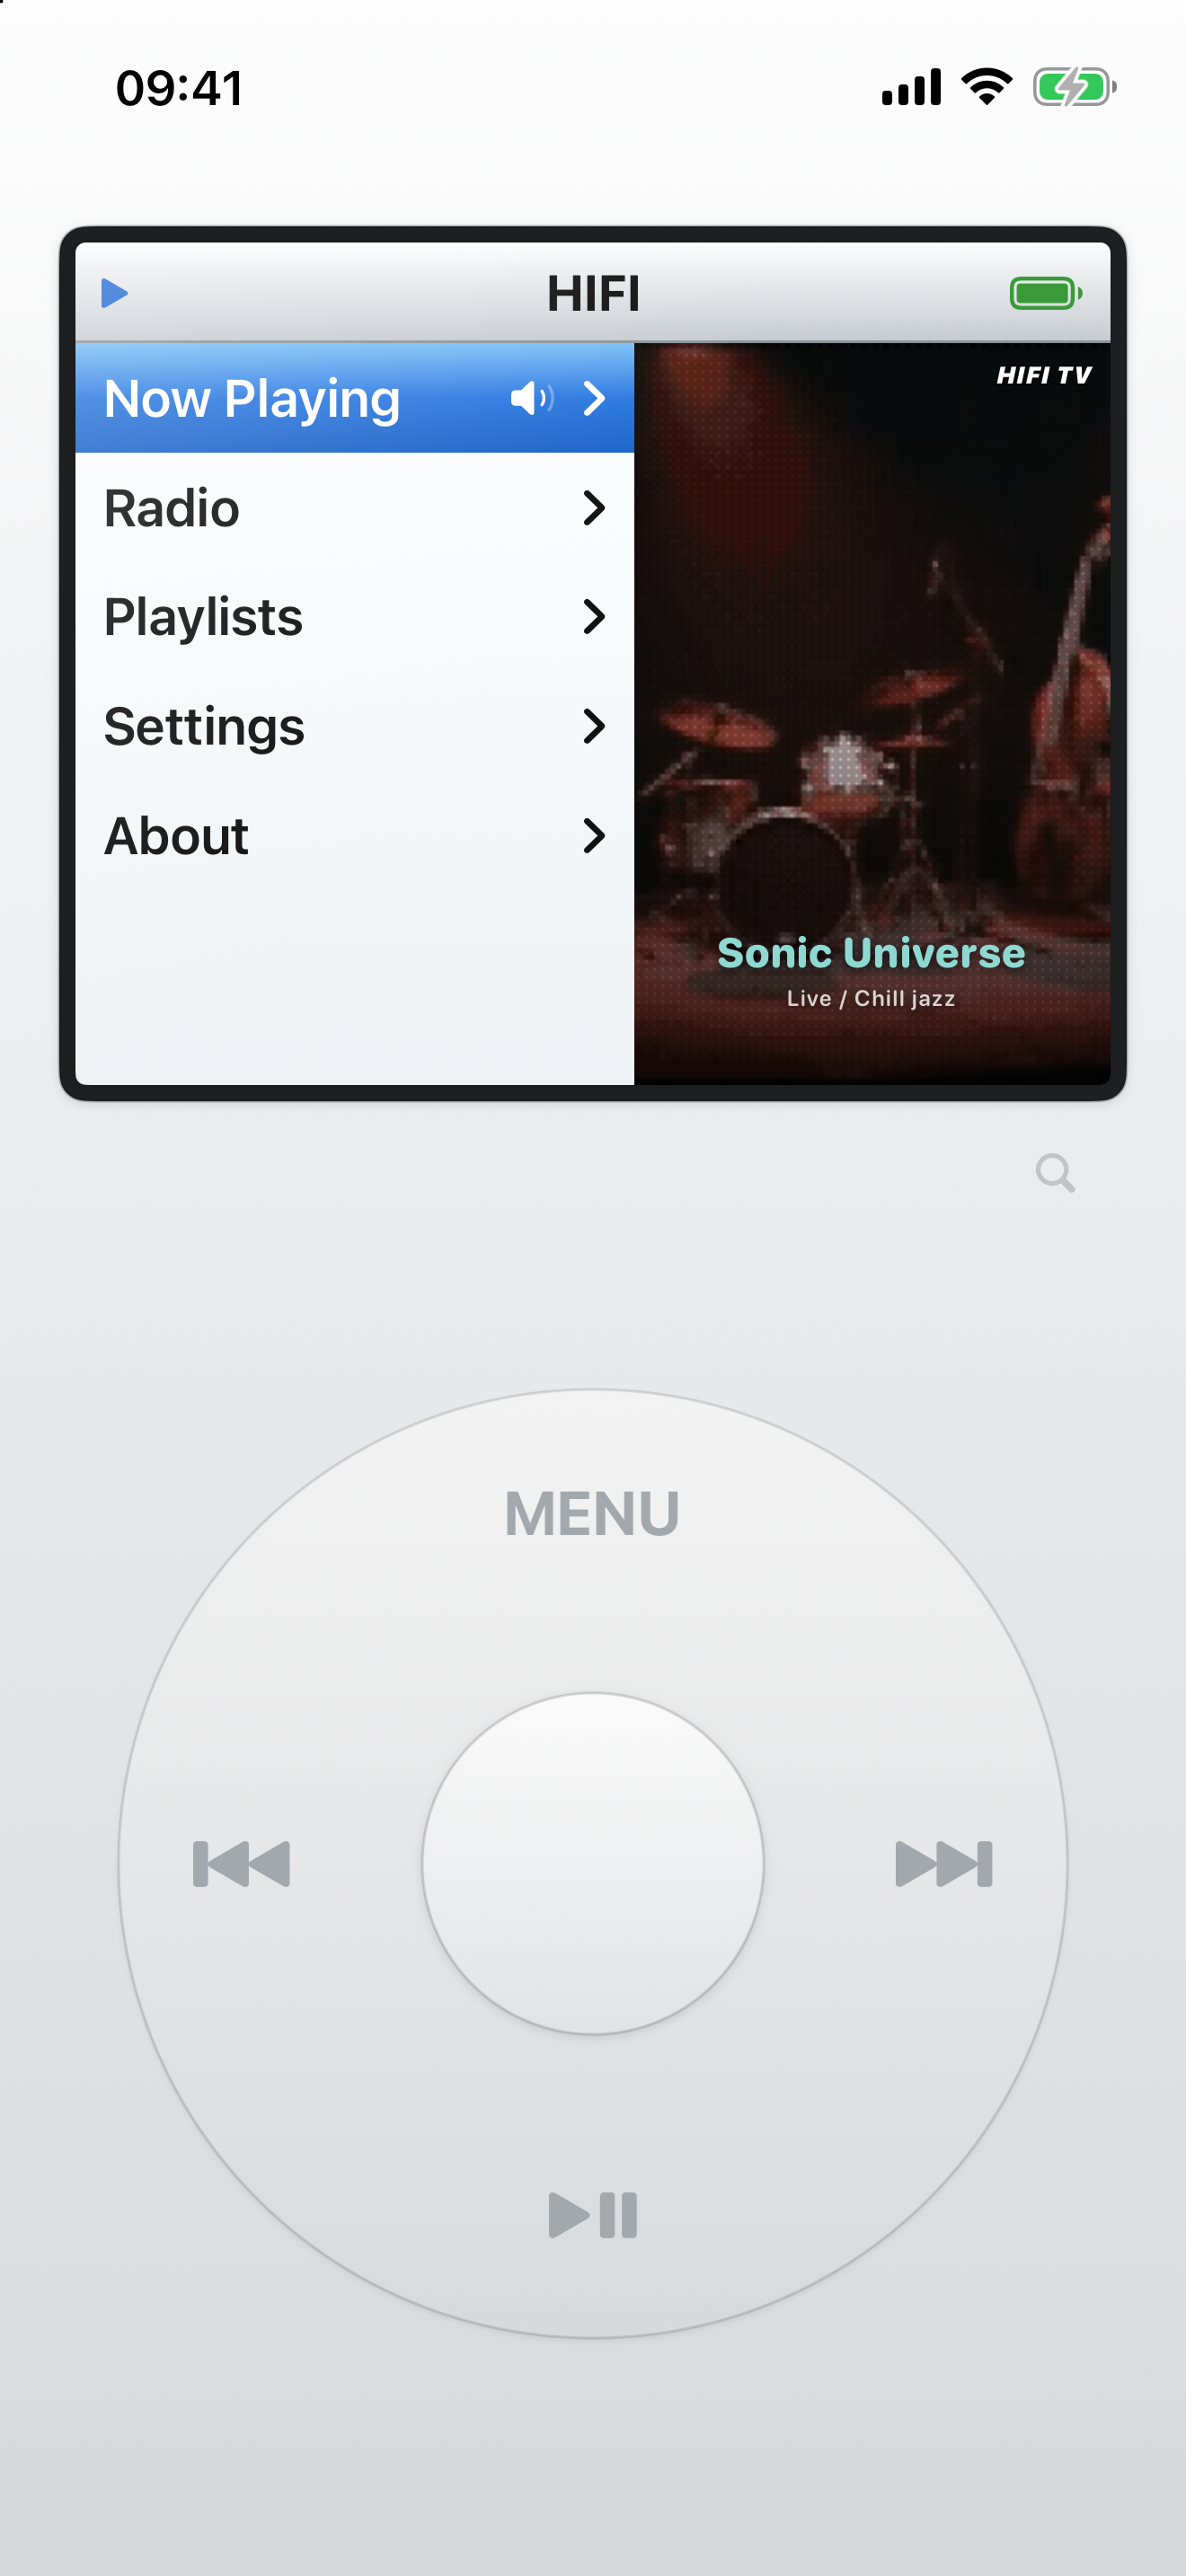 09:41
HIFI
Now Playing
Radio
Playlists
Settings
About
HIFI TV
Sonic Universe
Live / Chill jazz
MENU